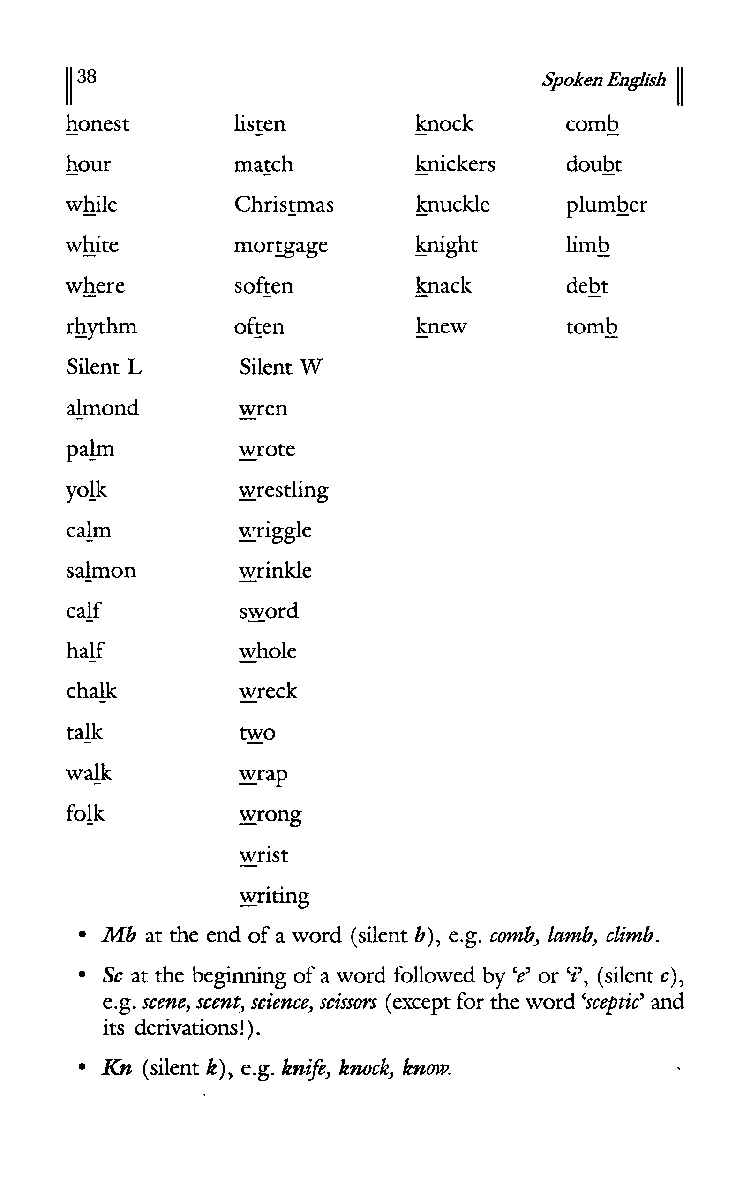 38 Spoken English
honest listen knock comb
hour match knickers doubt
while Christmas knuckle plumber
white mortgage knight limb
where soften knack debt
rhythm often knew tomb
Silent L Silent W
almond wren
palm wrote
yolk wrestling
calm wriggle
salmon wrinkle
calf sword
half whole
chalk wreck
talk two
walk wrap
folk wrong
wrist
writing
• Mb at the end of a word (silent b), e.g. comb, lamb, climb.
• Sc at the beginning of a word followed by ‘e’ or ‘i’, (silent c),
e.g. scene, scent, science, scissors (except for the word ‘sceptic’ and
its derivations!).
• Kn (silent k), e.g. knife, knock, know.